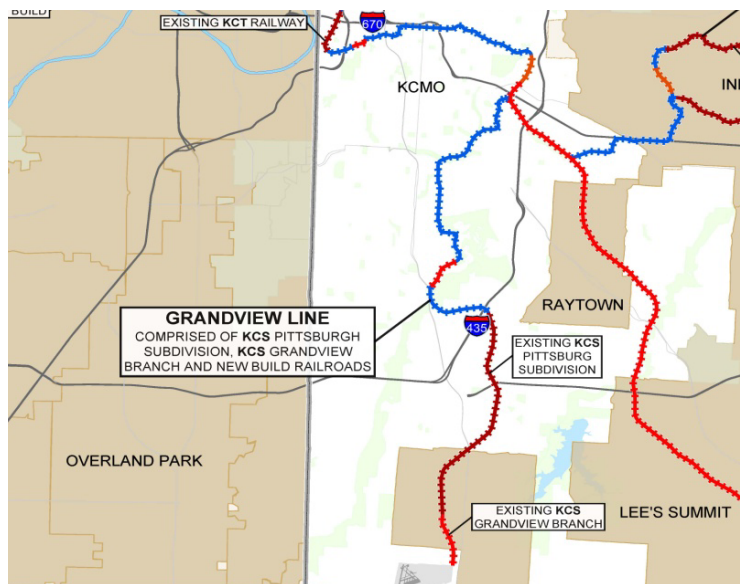 BUILD
EXISTING KCT RAILWAY
670
KCMO
IN
GRANDVIEW LINE
COMPRISED OF KCS PITTSBURGH
SUBDIVISION, KCS GRANDVIEW
BRANCH AND NEW BUILD RAILROADS
435
RAYTOWN
EXISTING KCS
PITTSBURG
SUBDIVISION
OVERLAND PARK
EXISTING KCS
GRANDVIEW BRANCH
LEE'S SUMMIT